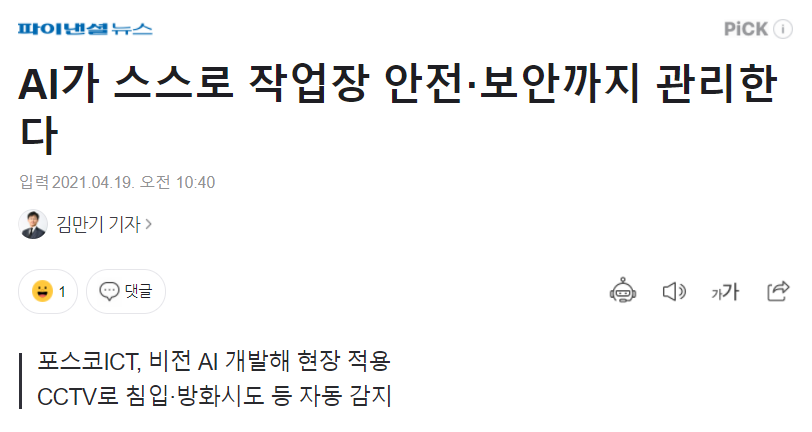 파이낸셜뉴스
PiCK i
AI가 스스로 작업장 안전·보안까지 관리한
다
입력 2021.04.19. 오전 10:40
김만기 기자
1
댓글
가가
포스코ICT, 비전 AI 개발해 현장 적용
CCTV로 침입·방화시도 등 자동 감지